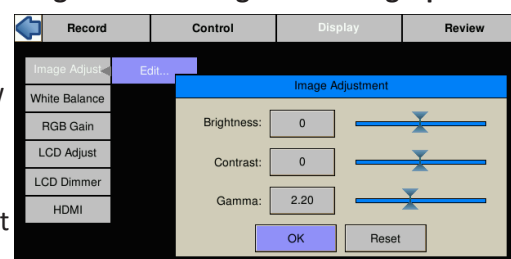 Record Control Display Review
Image Adjust Edit...
White Balance
RGB Gain
LCD Adjust
LCD Dimmer
HDMI
Image Adjustment
Brightness: 0
Contrast: 0
Gamma: 2.20
OK Reset